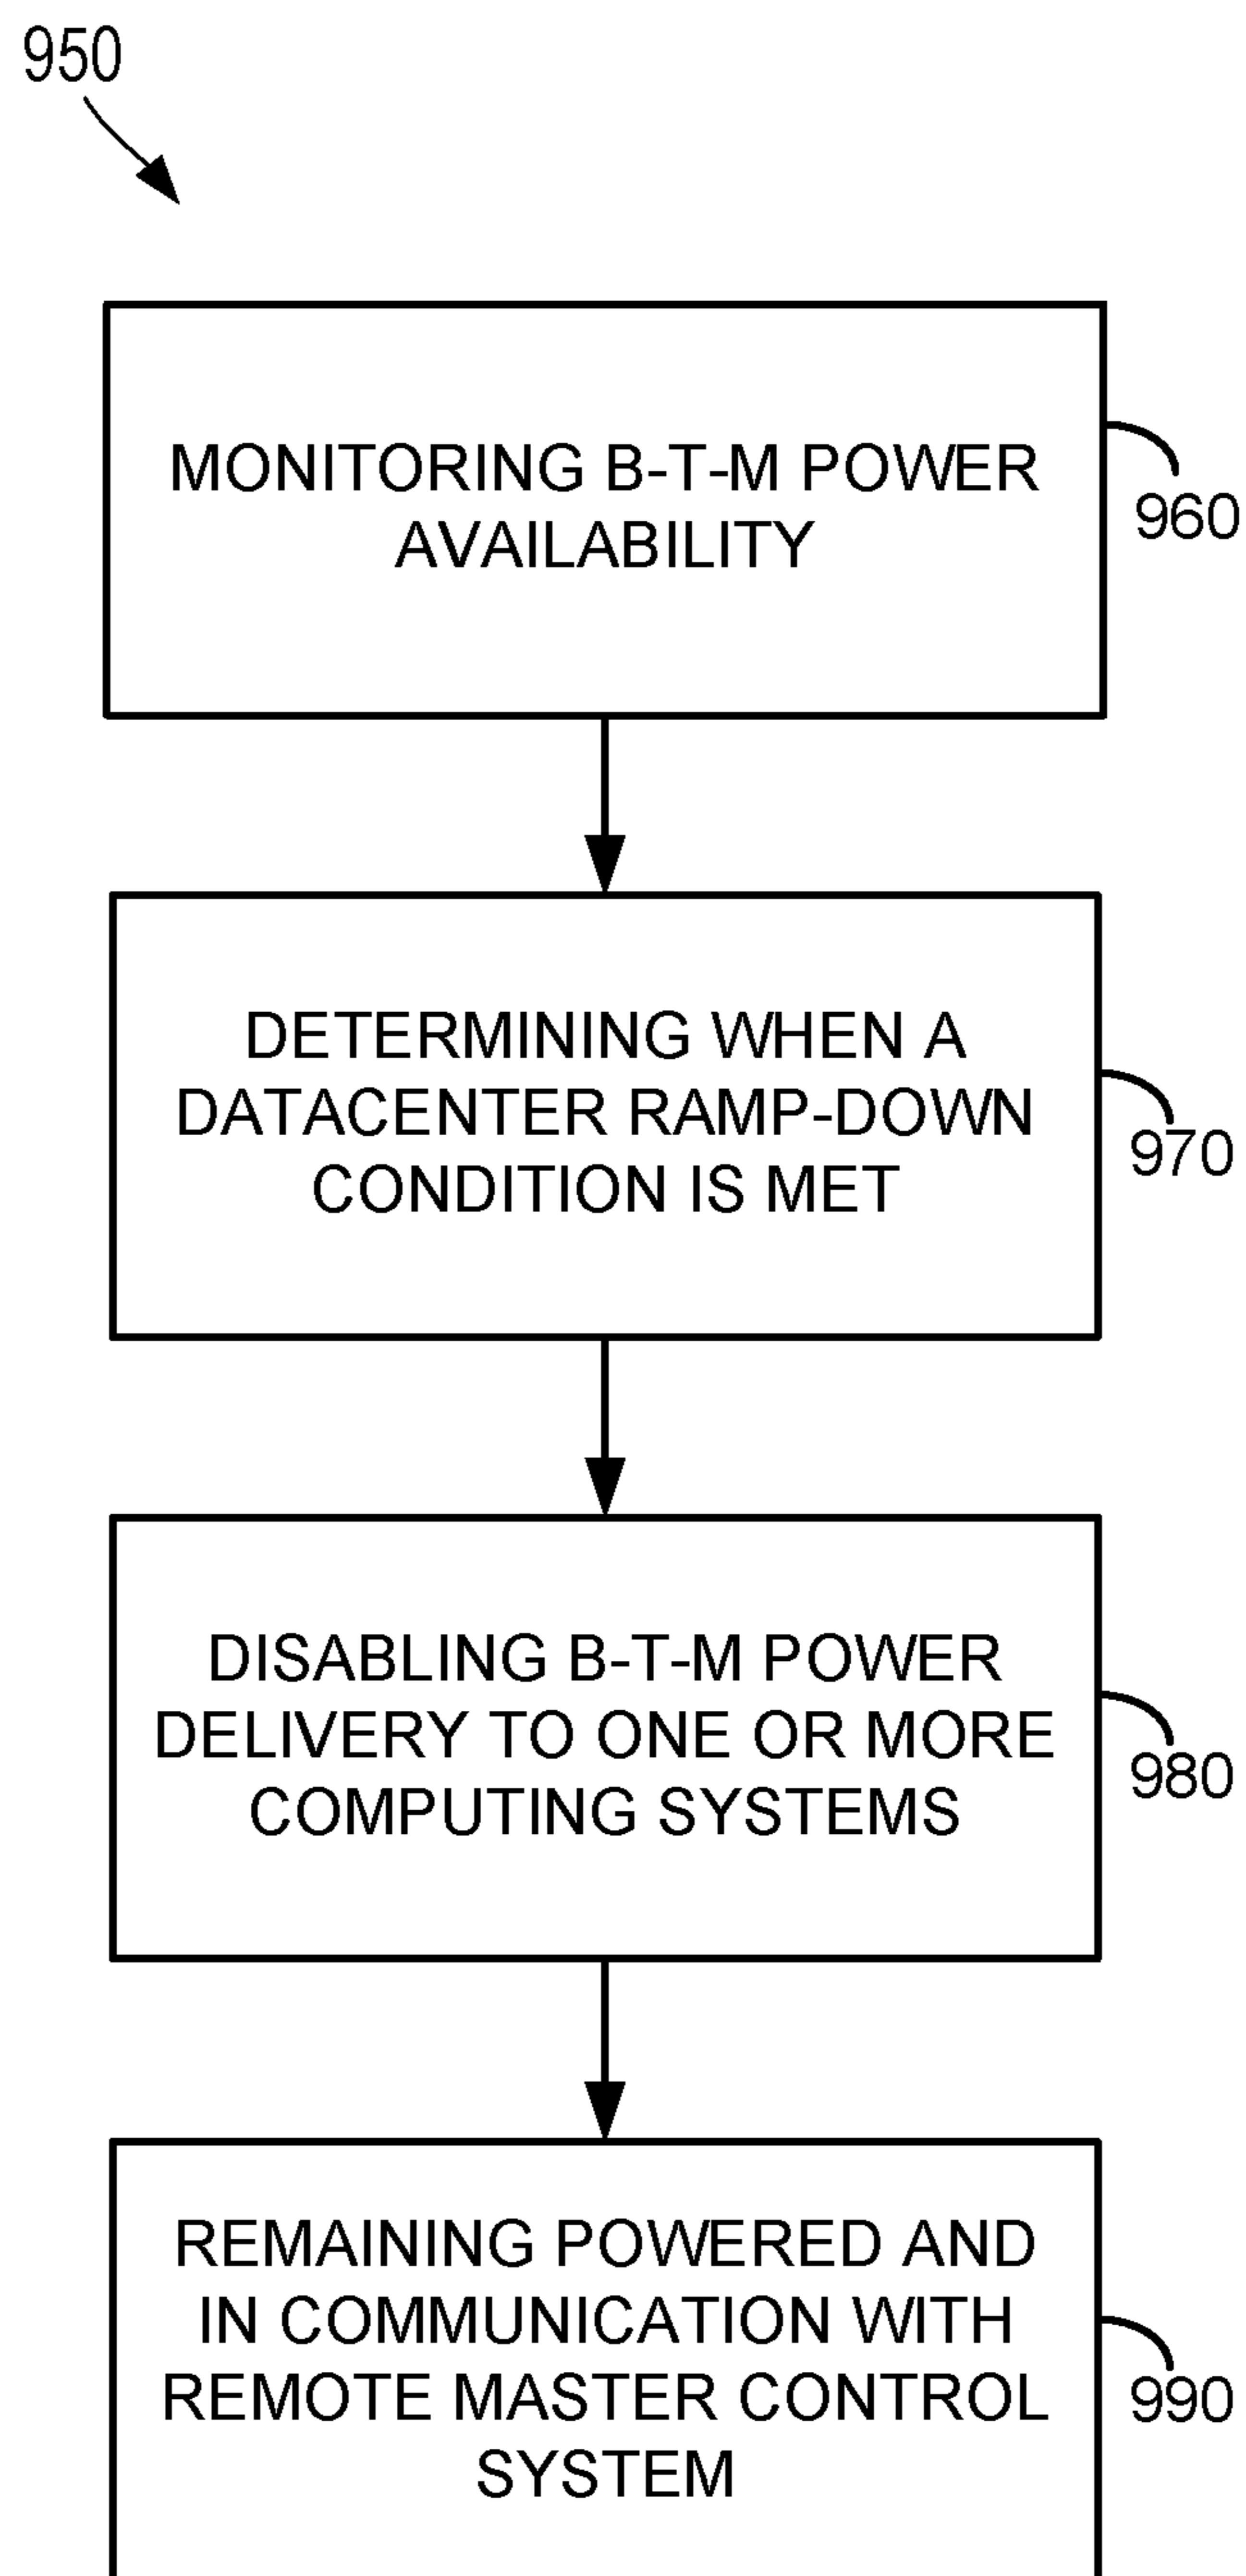 950
MONITORING B-T-M POWER
AVAILABILITY
960
DETERMINING WHEN A
DATACENTER RAMP-DOWN
CONDITION IS MET
970
DISABLING B-T-M POWER
DELIVERY TO ONE OR MORE
COMPUTING SYSTEMS
980
REMAINING POWERED AND
IN COMMUNICATION WITH
REMOTE MASTER CONTROL
SYSTEM
990